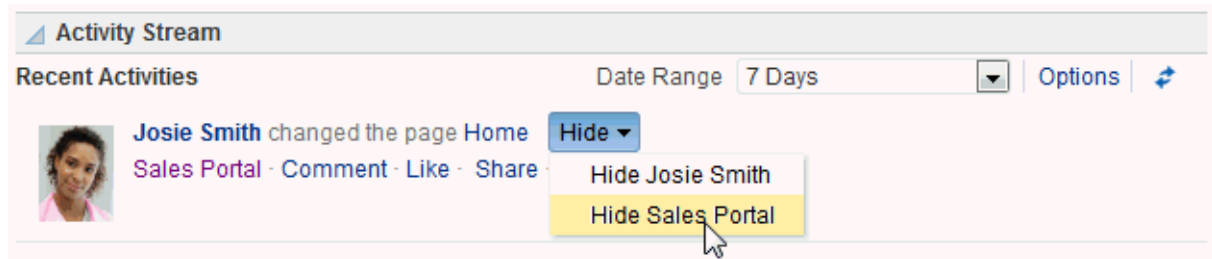 Activity Stream
Recent Activities Date Range 7 Days Options
Josie Smith changed the page Home Hide
Sales Portal · Comment · Like · Share ·
Hide Josie Smith
Hide Sales Portal